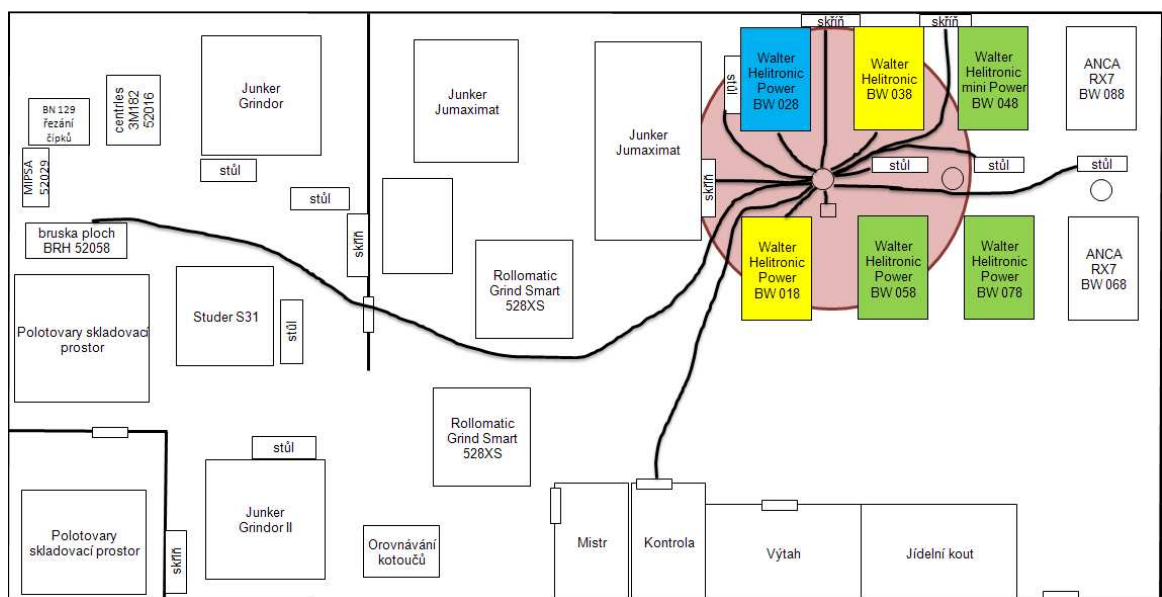 skříň
skříň
Junker
Grindor
Junker
Jumaximat
Junker
Jumaximat
stůl
Walter
Helitronic
Power
BW 028
Walter
Helitronic
BW 038
Walter
Helitronic
mini Power
BW 048
ANCA
RX7
BW 088
BN 129
řezání
čípků
centrles
3M182
52016
MIPSA
52029
stůl
stůl
skříň
skříň
stůl
stůl
stůl
bruska ploch
BRH 52058
Walter
Helitronic
Power
BW 018
Walter
Helitronic
Power
BW 058
Walter
Helitronic
Power
BW 078
ANCA
RX7
BW 068
Polotovary skladovací
prostor
Studer S31
stůl
Rollomatic
Grind Smart
528XS
Rollomatic
Grind Smart
528XS
stůl
Polotovary
skladovací prostor
skříň
Junker
Grindor II
Orovnávání
kotoučů
Mistr
Kontrola
Výtah
Jídelní kout